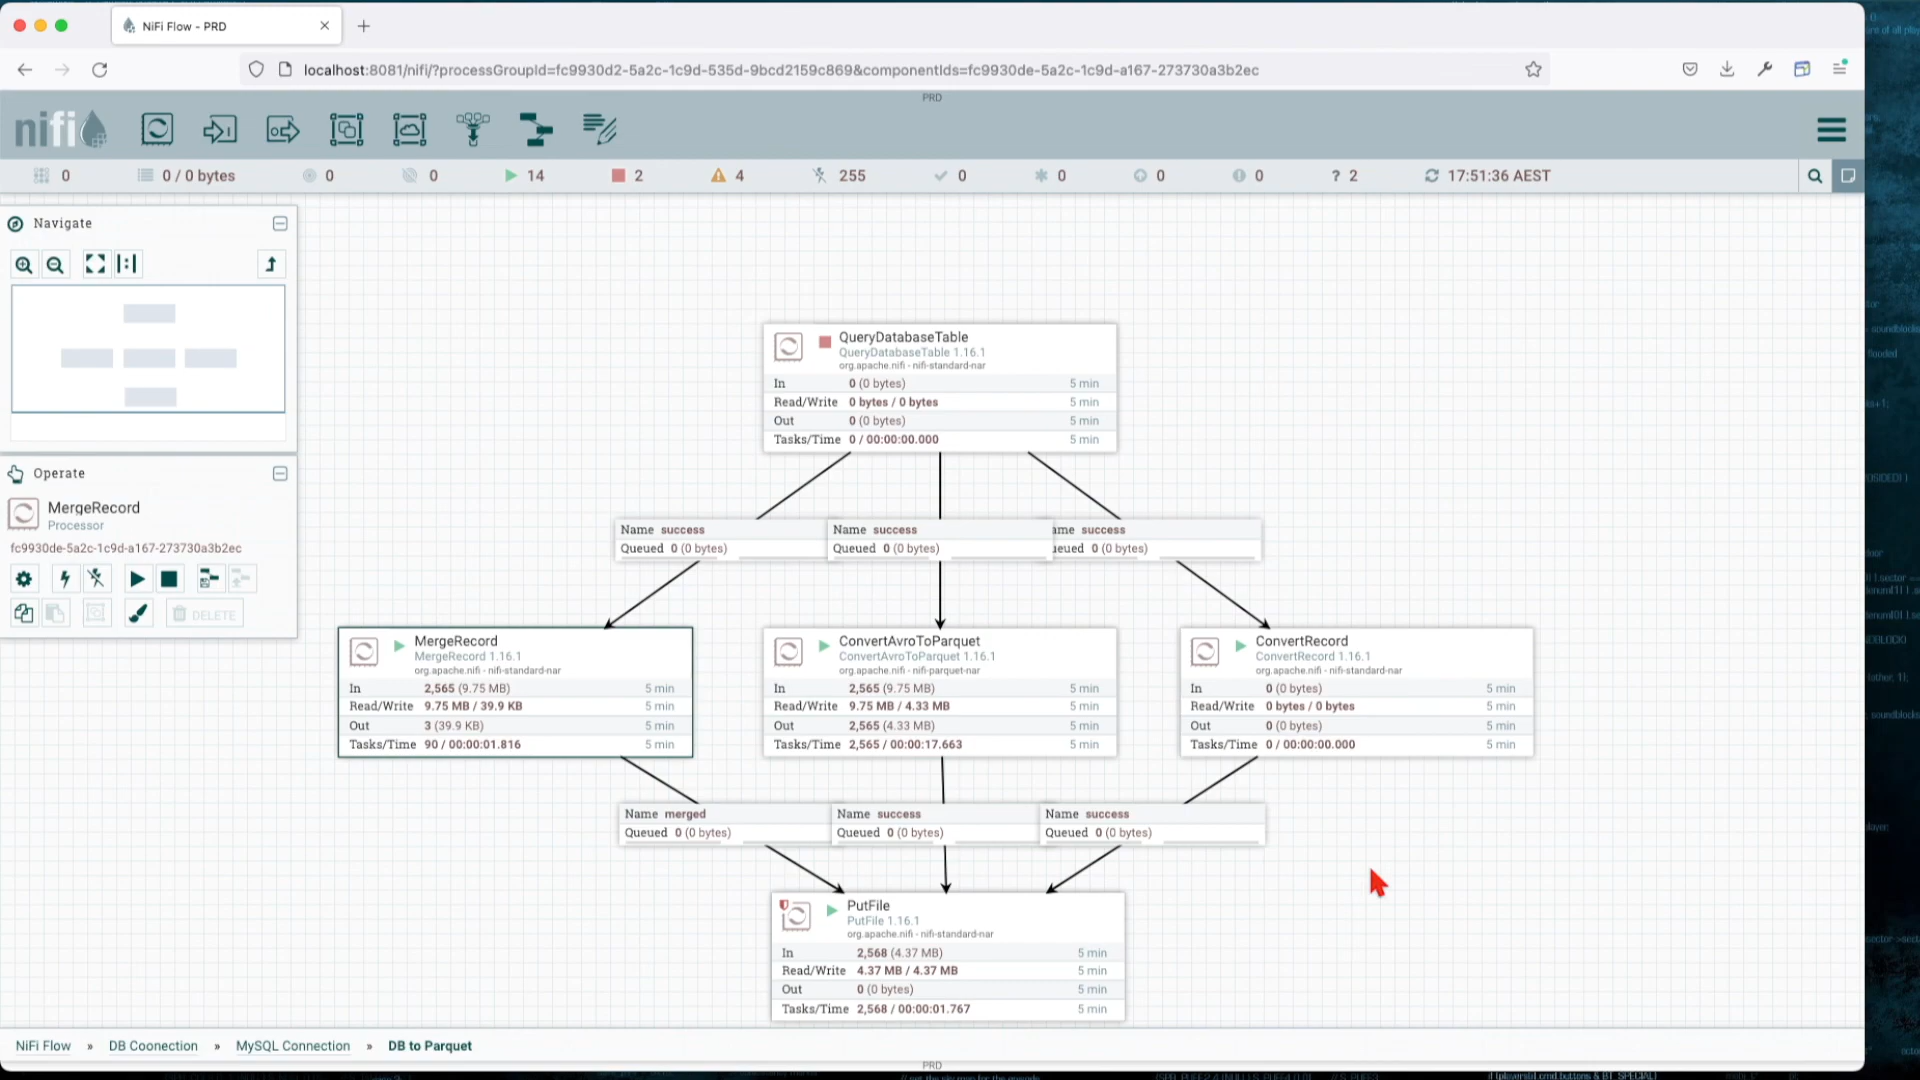 NiFi Flow - PRD
localhost:8081/nifi/?processGroupId=fc9930d2-5a2c-1c9d-535d-9bcd2159c869&componentIds=fc9930de-5a2c-1c9d-a167-273730a3b2ec
PRD
nifi
0 0 / 0 bytes 0 0 14 2 4 255 0 0 0 0 ? 2 17:51:36 AEST
Navigate
Operate
MergeRecord
Processor
fc9930de-5a2c-1c9d-a167-273730a3b2ec
DELETE
QueryDatabaseTable
QueryDatabaseTable 1.16.1
org.apache.nifi - nifi-standard-nar
In 0 (0 bytes) 5 min
Read/Write 0 bytes / 0 bytes 5 min
Out 0 (0 bytes) 5 min
Tasks/Time 0 / 00:00:00.000 5 min
Name success
Queued 0 (0 bytes)
Name success
Queued 0 (0 bytes)
ame success
ueued 0 (0 bytes)
MergeRecord
MergeRecord 1.16.1
org.apache.nifi - nifi-standard-nar
In 2,565 (9.75 MB) 5 min
Read/Write 9.75 MB / 39.9 KB 5 min
Out 3 (39.9 KB) 5 min
Tasks/Time 90 / 00:00:01.816 5 min
ConvertAvroToParquet
ConvertAvroToParquet 1.16.1
org.apache.nifi - nifi-parquet-nar
In 2,565 (9.75 MB) 5 min
Read/Write 9.75 MB / 4.33 MB 5 min
Out 2,565 (4.33 MB) 5 min
Tasks/Time 2,565 / 00:00:17.663 5 min
ConvertRecord
ConvertRecord 1.16.1
org.apache.nifi - nifi-standard-nar
In 0 (0 bytes) 5 min
Read/Write 0 bytes / 0 bytes 5 min
Out 0 (0 bytes) 5 min
Tasks/Time 0 / 00:00:00.000 5 min
Name merged
Queued 0 (0 bytes)
Name success
Queued 0 (0 bytes)
Name success
Queued 0 (0 bytes)
PutFile
PutFile 1.16.1
org.apache.nifi - nifi-standard-nar
In 2,568 (4.37 MB) 5 min
Read/Write 4.37 MB / 4.37 MB 5 min
Out 0 (0 bytes) 5 min
Tasks/Time 2,568 / 00:00:01.767 5 min
NiFi Flow » DB Coonection » MySQL Connection » DB to Parquet
PRD